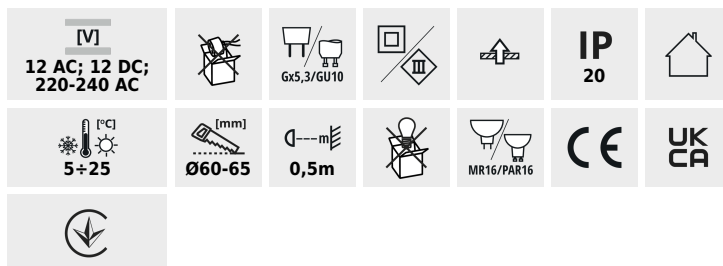 [V]
12 AC; 12 DC;
220-240 AC
Gx5,3/GU10
III
IP
20
[°C]
5÷25
[mm]
Ø60-65
m
0,5m
MR16/PAR16
CE
UK
CA